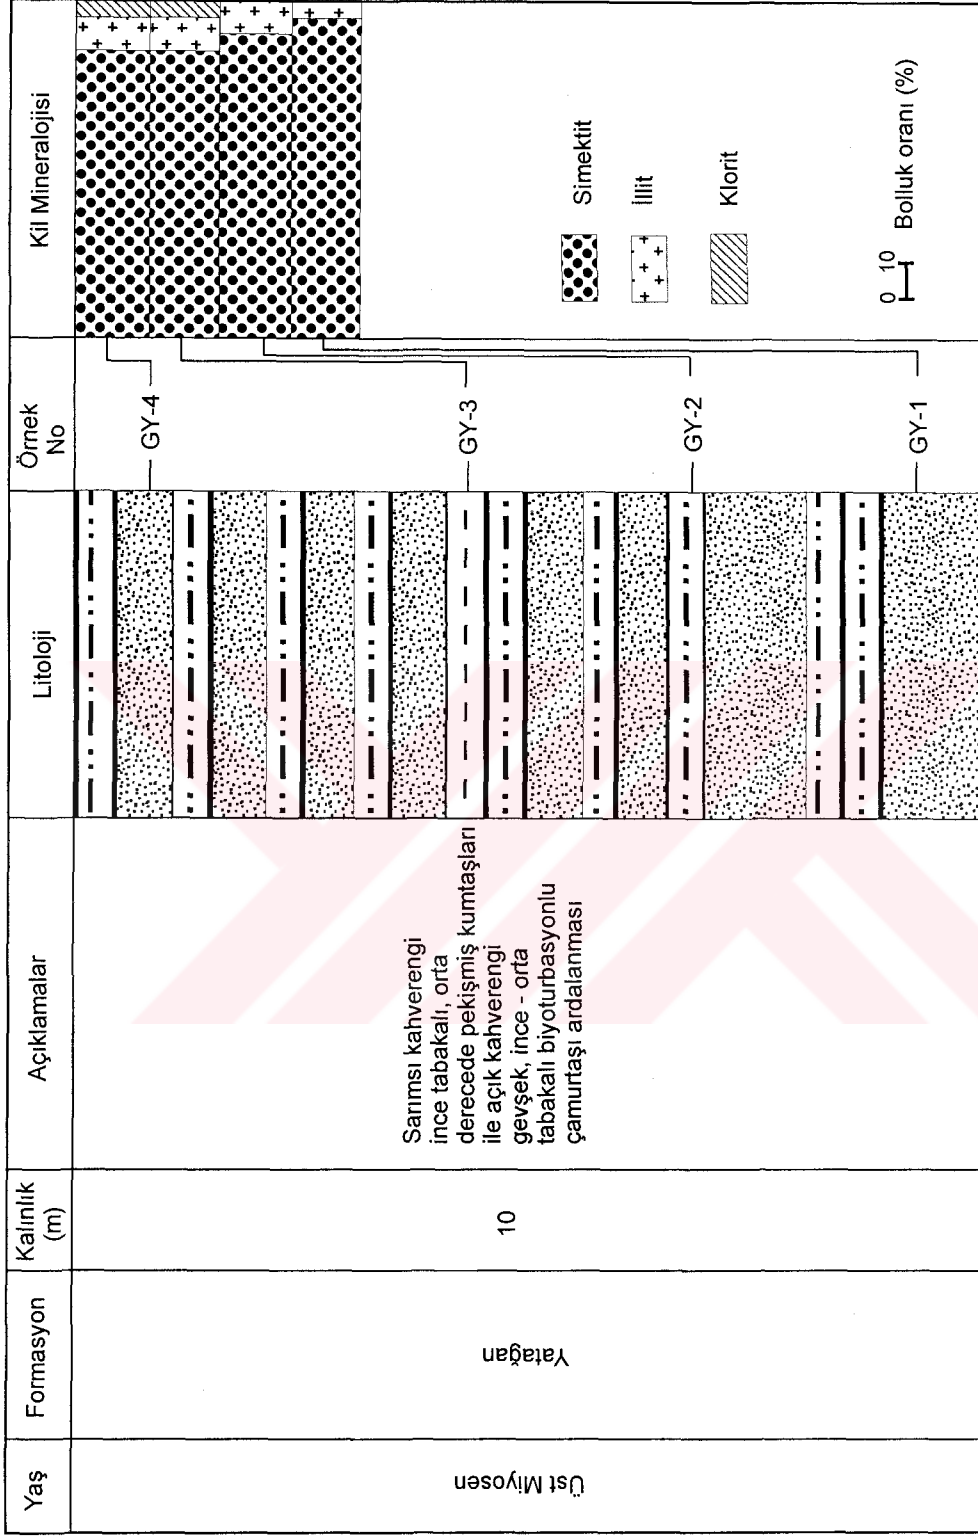 Yaş
Formasyon
Kalınlık
(m)
Açıklamalar
Litoloji
Örnek
No
Kil Mineralojisi
Üst Miyosen
Yatağan
10
Sarımsı kahverengi
ince tabakalı, orta
derecede pekişmiş kumtaşları
ile açık kahverengi
gevşek, ince - orta
tabakalı biyoturbasyonlu
çamurtaşı ardalanması
GY-4
GY-3
GY-2
GY-1
Simektit
İllit
Klorit
0 10 Bolluk oranı (%)